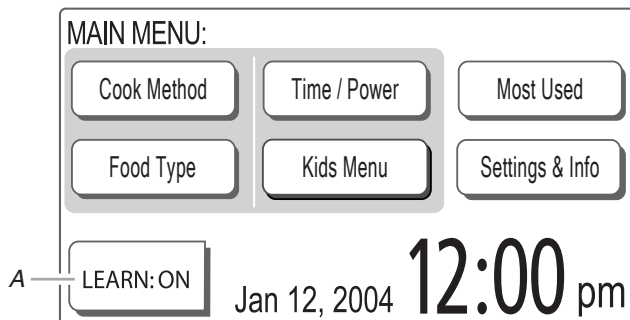 MAIN MENU:
Cook Method Time / Power Most Used
Food Type Kids Menu Settings & Info
A LEARN: ON Jan 12, 2004 12:00 pm